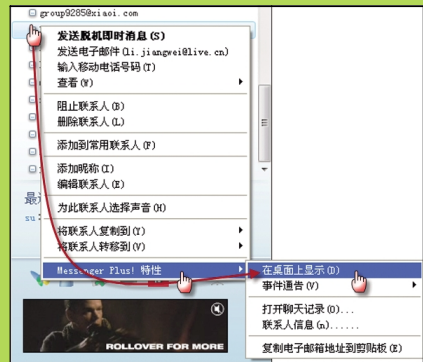 group9285@xiaoi.com
发送脱机即时消息(S)
发送电子邮件(li.jiangwei@live.cn)
输入移动电话号码(T)
查看(W)
阻止联系人(B)
删除联系人(L)
添加到常用联系人(F)
添加昵称(I)
编辑联系人(E)
为此联系人选择声音(H)
将联系人复制到(Y)
将联系人转移到(V)
Messenger Plus! 特性
在桌面上显示(D)
事件通告(V)
打开聊天记录(O)...
联系人信息(n)......
复制电子邮箱地址到剪贴板(E)
最
su
ROLLOVER FOR MORE